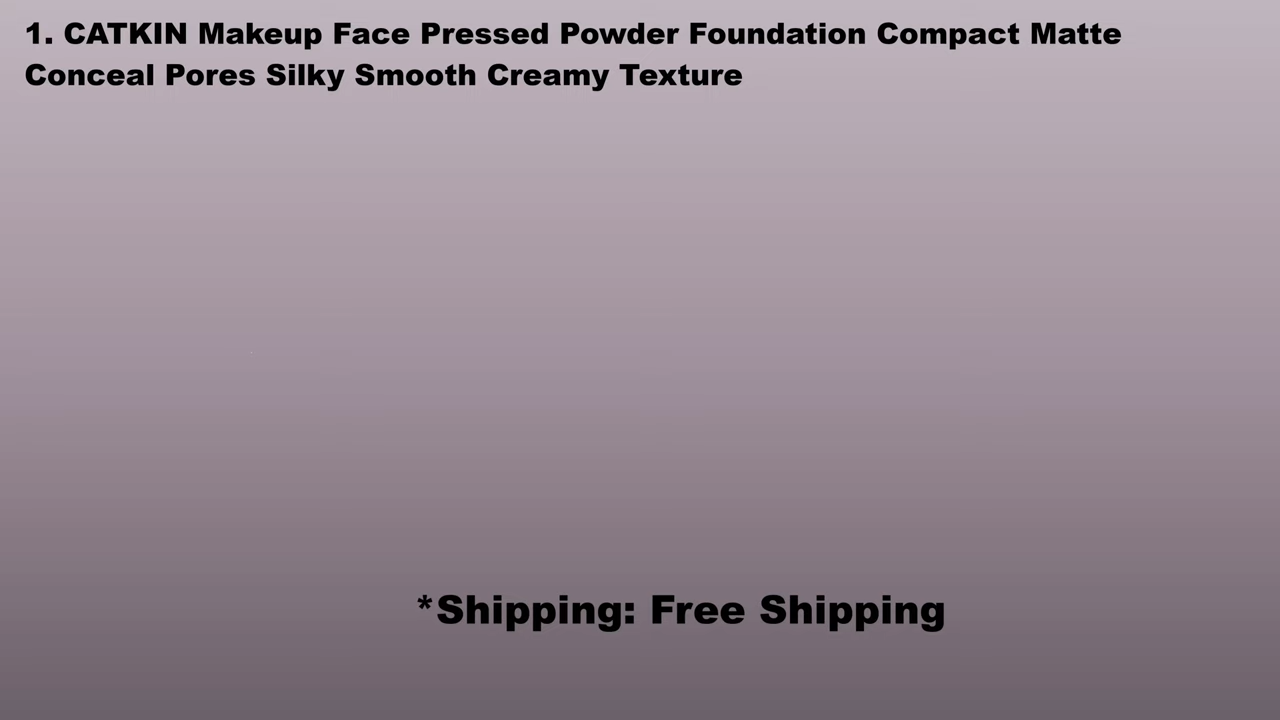 1. CATKIN Makeup Face Pressed Powder Foundation Compact Matte
Conceal Pores Silky Smooth Creamy Texture
*Shipping: Free Shipping